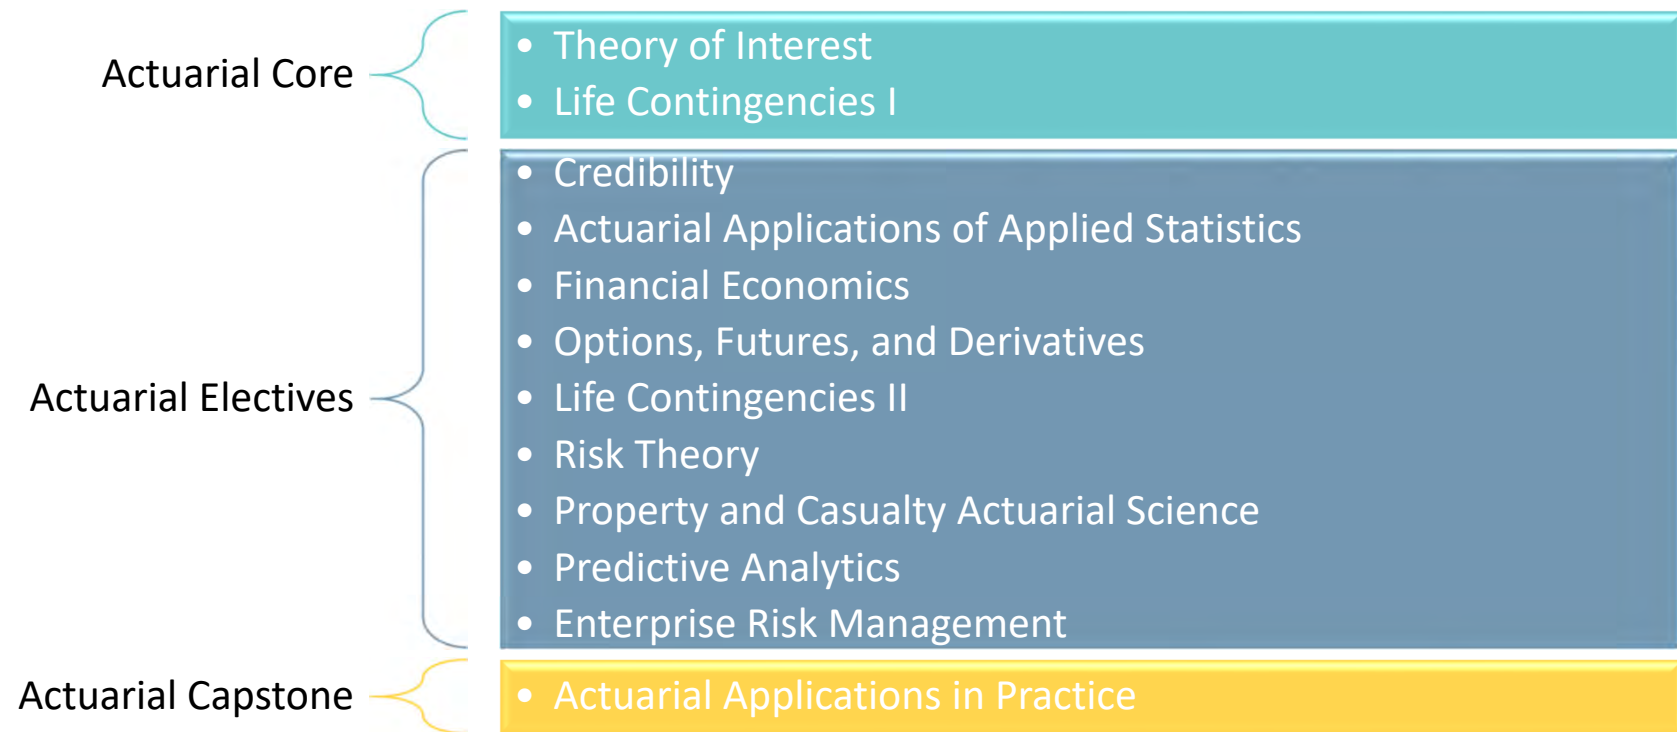 Actuarial Core
• Theory of Interest
• Life Contingencies I
Actuarial Electives
• Credibility
• Actuarial Applications of Applied Statistics
• Financial Economics
• Options, Futures, and Derivatives
• Life Contingencies II
• Risk Theory
• Property and Casualty Actuarial Science
• Predictive Analytics
• Enterprise Risk Management
Actuarial Capstone
• Actuarial Applications in Practice